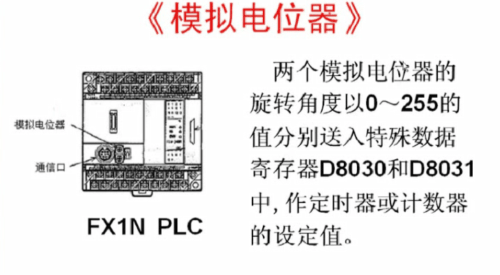 《模拟电位器》
两个模拟电位器的
旋转角度以0～255的
值分别送入特殊数据
寄存器D8030和D8031
中,作定时器或计数器
的设定值。
模拟电位器
通信口
FX1N PLC